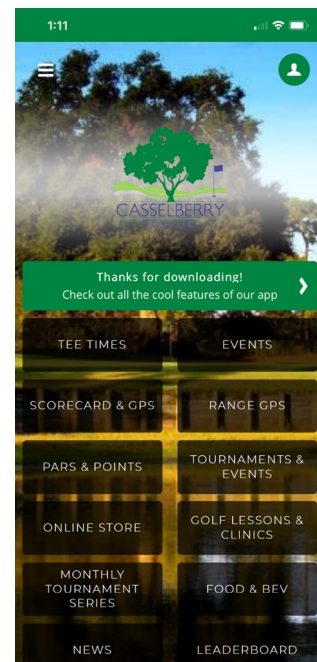 1:11
CASSELBERRY
Thanks for downloading!
Check out all the cool features of our app
TEE TIMES
EVENTS
SCORECARD & GPS
RANGE GPS
PARS & POINTS
TOURNAMENTS &
EVENTS
ONLINE STORE
GOLF LESSONS &
CLINICS
MONTHLY
TOURNAMENT
SERIES
FOOD & BEV
NEWS
LEADERBOARD